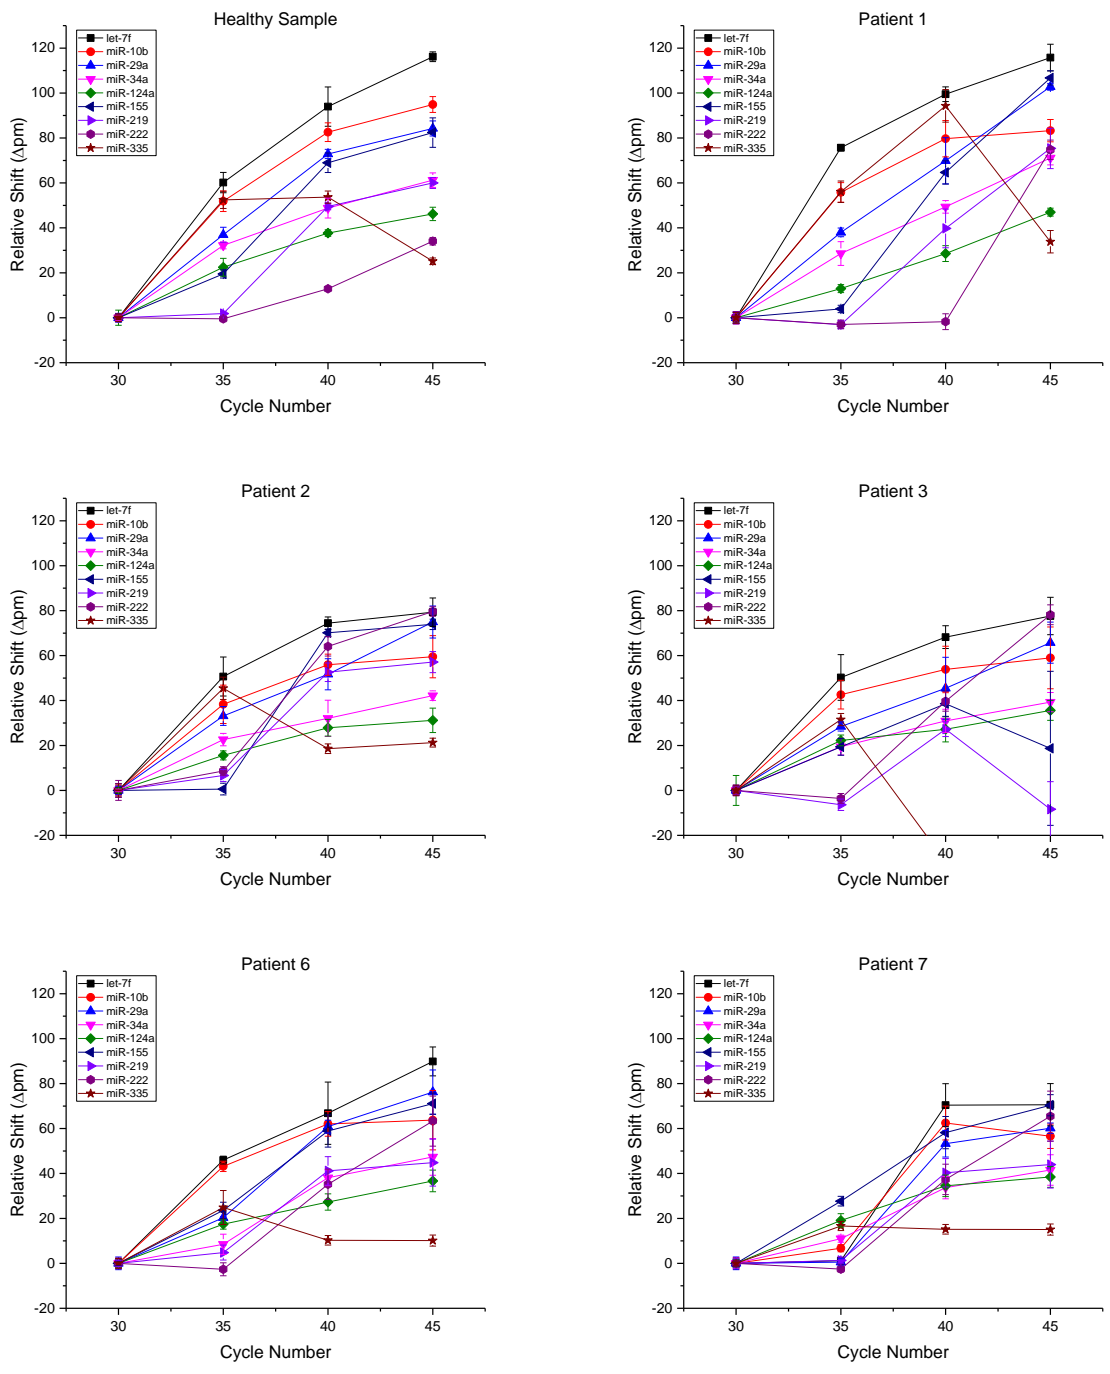 Healthy Sample
let-7f
miR-10b
miR-29a
miR-34a
miR-124a
miR-155
miR-219
miR-222
miR-335
Relative Shift (Δpm)
120
100
80
60
40
20
0
-20
30 35 40 45
Cycle Number
Patient 1
let-7f
miR-10b
miR-29a
miR-34a
miR-124a
miR-155
miR-219
miR-222
miR-335
Relative Shift (Δpm)
120
100
80
60
40
20
0
-20
30 35 40 45
Cycle Number
Patient 2
let-7f
miR-10b
miR-29a
miR-34a
miR-124a
miR-155
miR-219
miR-222
miR-335
Relative Shift (Δpm)
120
100
80
60
40
20
0
-20
30 35 40 45
Cycle Number
Patient 3
let-7f
miR-10b
miR-29a
miR-34a
miR-124a
miR-155
miR-219
miR-222
miR-335
Relative Shift (Δpm)
120
100
80
60
40
20
0
-20
30 35 40 45
Cycle Number
Patient 6
let-7f
miR-10b
miR-29a
miR-34a
miR-124a
miR-155
miR-219
miR-222
miR-335
Relative Shift (Δpm)
120
100
80
60
40
20
0
-20
30 35 40 45
Cycle Number
Patient 7
let-7f
miR-10b
miR-29a
miR-34a
miR-124a
miR-155
miR-219
miR-222
miR-335
Relative Shift (Δpm)
120
100
80
60
40
20
0
-20
30 35 40 45
Cycle Number